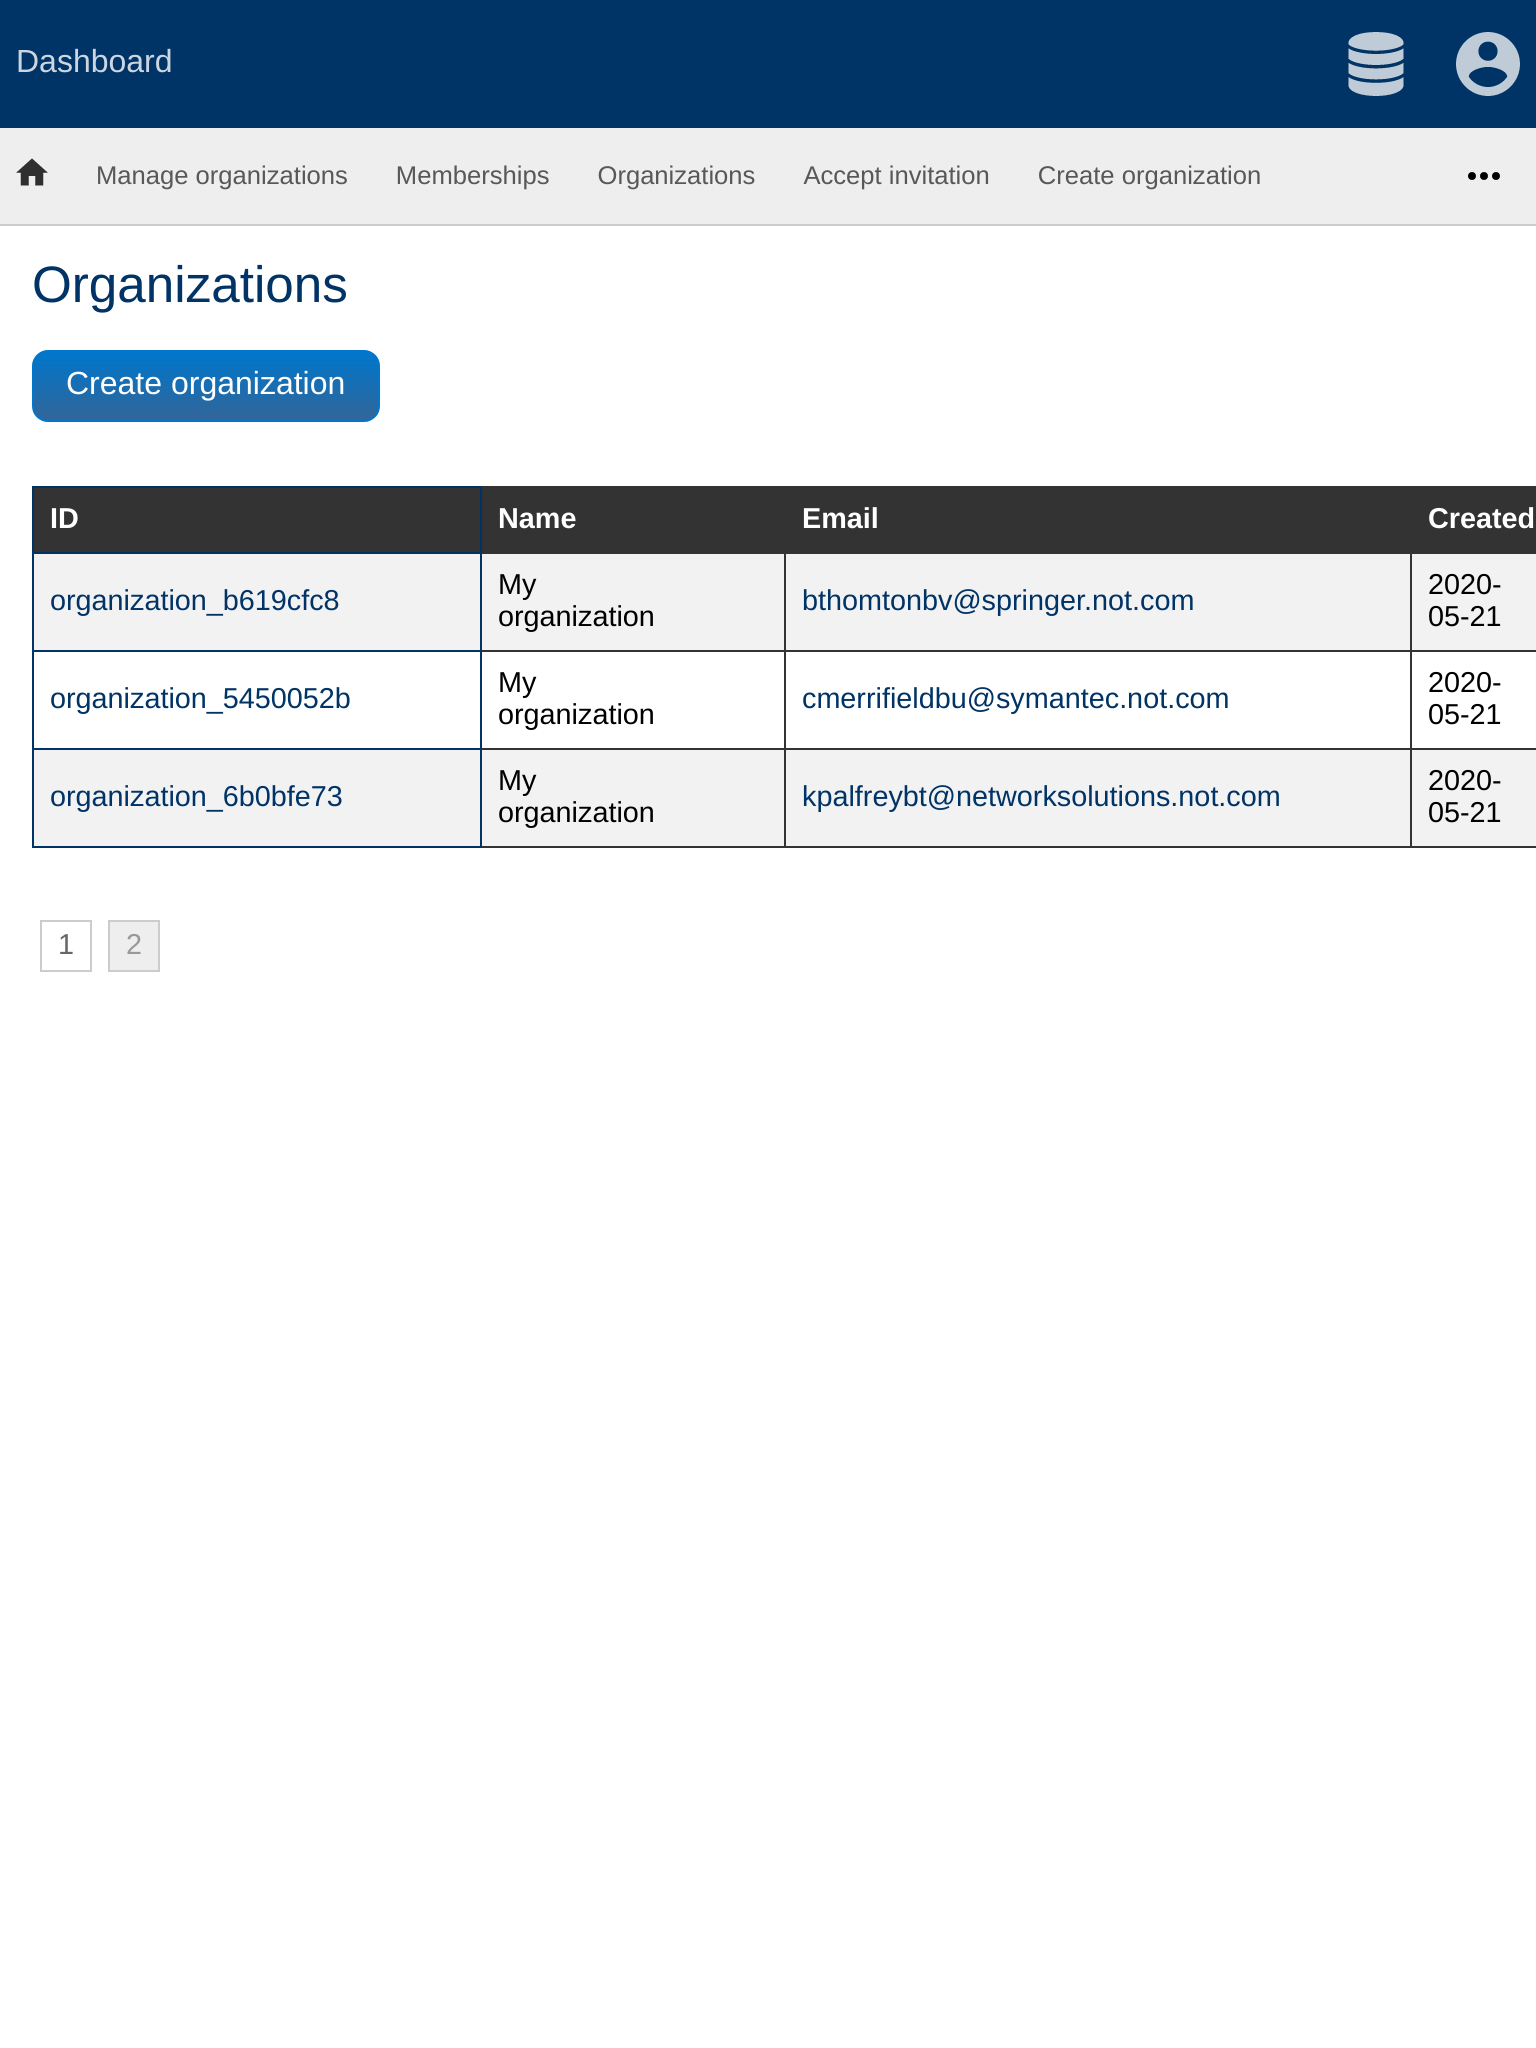 Dashboard
Manage organizations Memberships Organizations Accept invitation Create organization
Organizations
Create organization
ID Name Email Created
organization_b619cfc8 My organization bthomtonbv@springer.not.com 2020-05-21
organization_5450052b My organization cmerrifieldbu@symantec.not.com 2020-05-21
organization_6b0bfe73 My organization kpalfreybt@networksolutions.not.com 2020-05-21
1 2